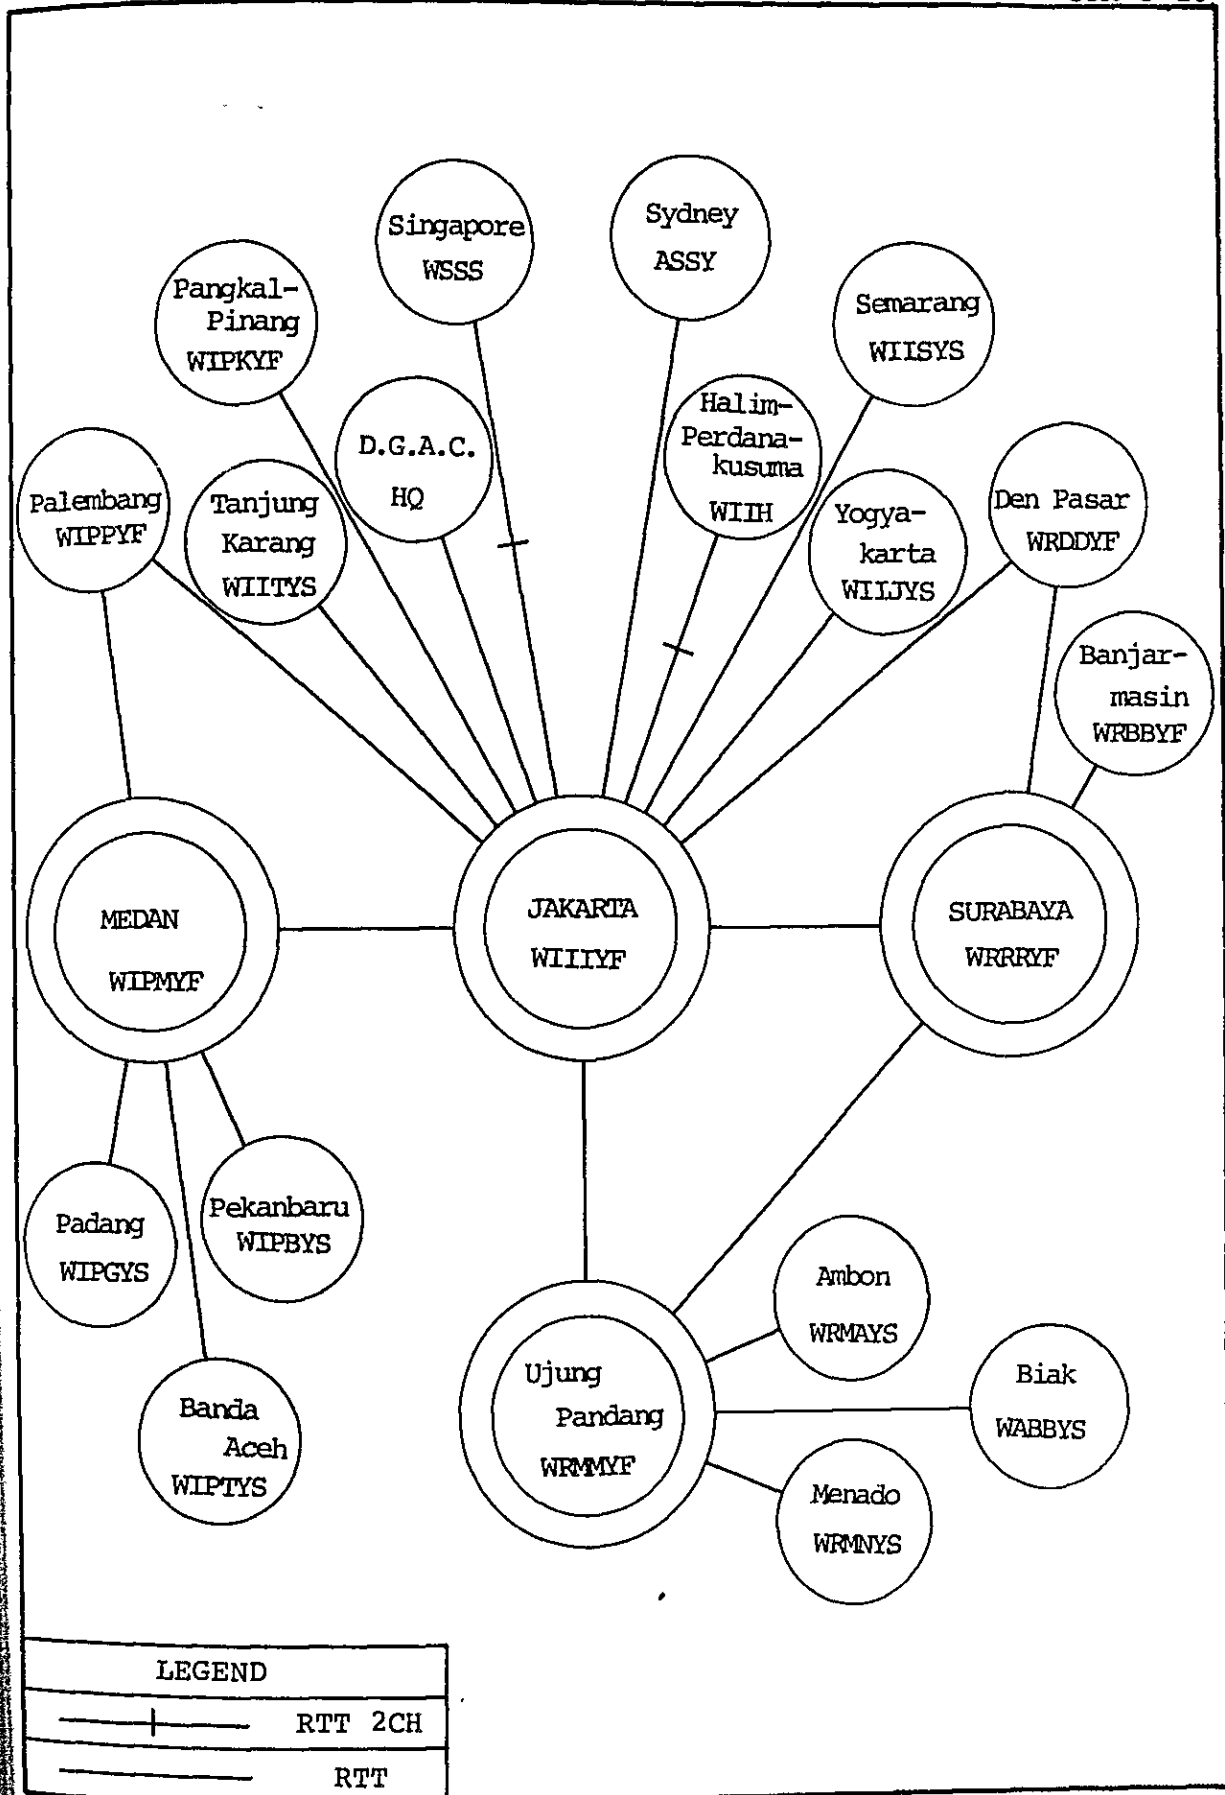 Singapore
WSSS
Sydney
ASSY
Pangkal-
Pinang
WIPKYF
Semarang
WIISYS
D.G.A.C.
HQ
Halim-
Perdana-
kusuma
WIIH
Palembang
WIPPYF
Tanjung
Karang
WIITYS
Yogya-
karta
WIIJYS
Den Pasar
WRDDYF
Banjar-
masin
WRBBYF
MEDAN
WIPMYF
JAKARTA
WIIIYF
SURABAYA
WRRRYF
Padang
WIPGYS
Pekanbaru
WIPBYS
Banda
Aceh
WIPTYS
Ujung
Pandang
WRMMYF
Ambon
WRMAYS
Biak
WABBYS
Menado
WRMNYS
LEGEND
RTT 2CH
RTT